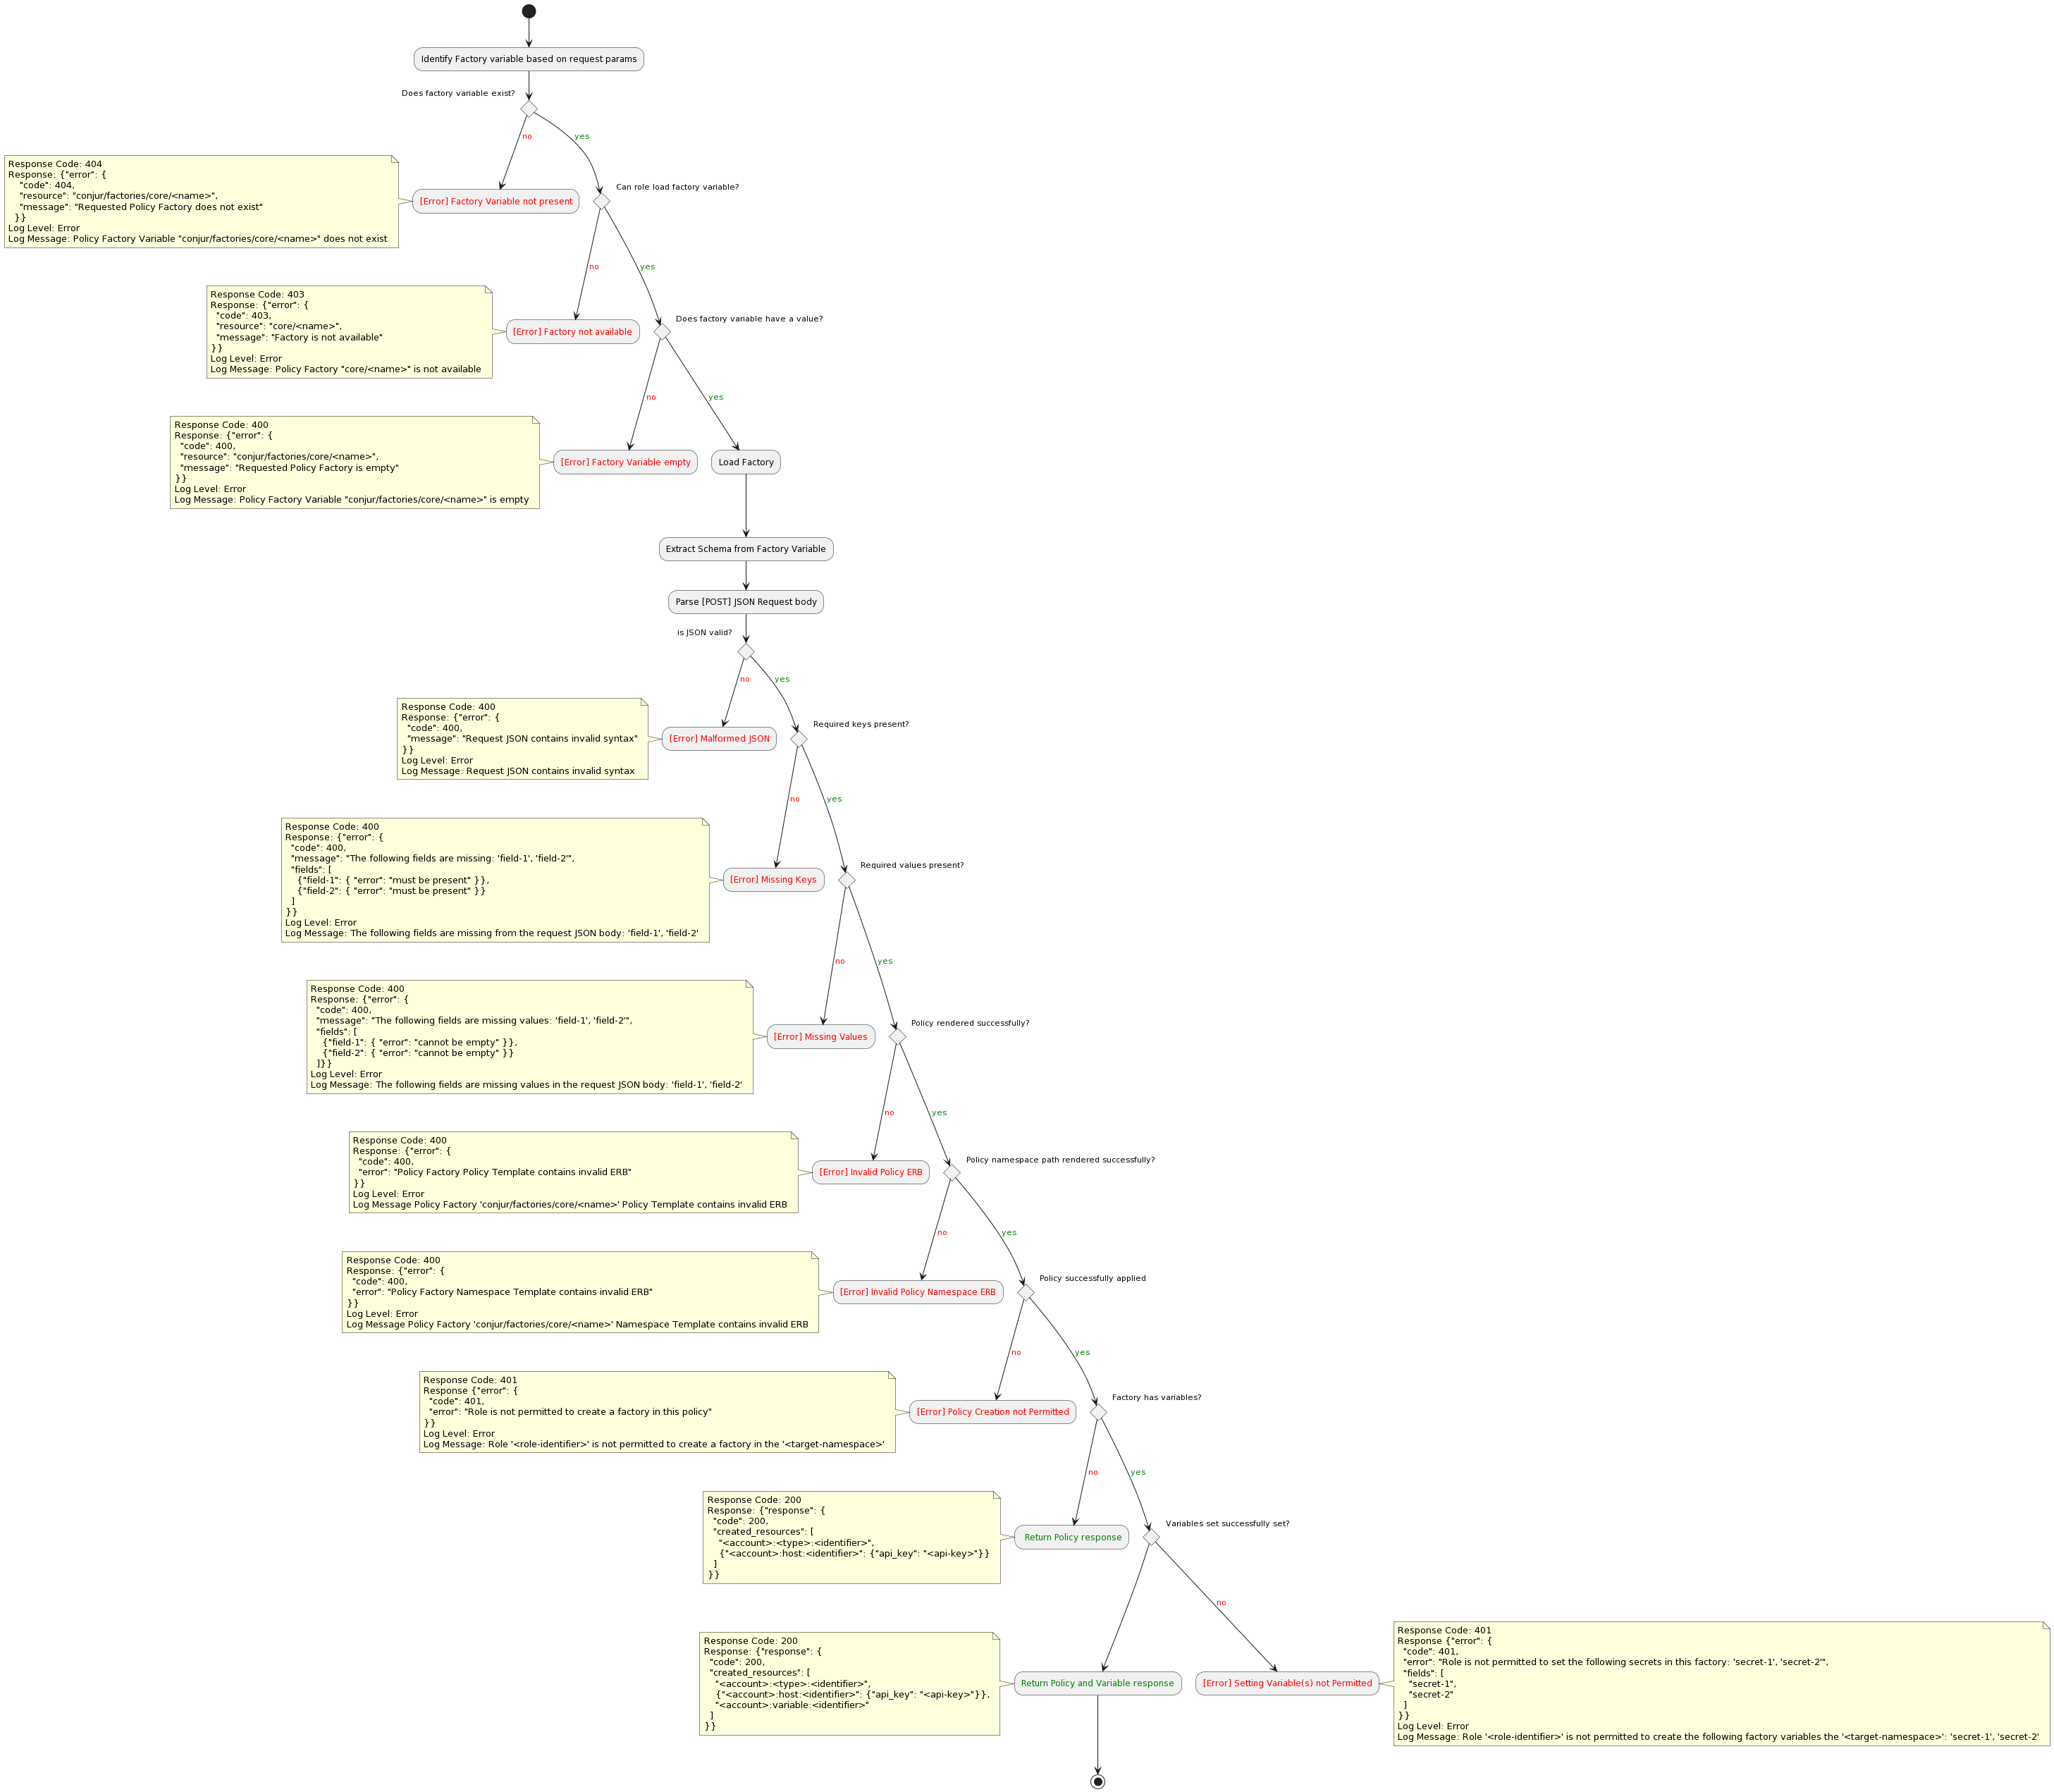 Identify Factory variable based on request params
Does factory variable exist?
no
yes
Response Code: 404
Response: {"error": {
"code": 404,
"resource": "conjur/factories/core/<name>",
"message": "Requested Policy Factory does not exist"
}}
Log Level: Error
Log Message: Policy Factory Variable "conjur/factories/core/<name>" does not exist
[Error] Factory Variable not present
Can role load factory variable?
no
yes
Response Code: 403
Response: {"error": {
"code": 403,
"resource": "core/<name>",
"message": "Factory is not available"
}}
Log Level: Error
Log Message: Policy Factory "core/<name>" is not available
[Error] Factory not available
Does factory variable have a value?
no
yes
Response Code: 400
Response: {"error": {
"code": 400,
"resource": "conjur/factories/core/<name>",
"message": "Requested Policy Factory is empty"
}}
Log Level: Error
Log Message: Policy Factory Variable "conjur/factories/core/<name>" is empty
[Error] Factory Variable empty
Load Factory
Extract Schema from Factory Variable
Parse [POST] JSON Request body
is JSON valid?
no
yes
Response Code: 400
Response: {"error": {
"code": 400,
"message": "Request JSON contains invalid syntax"
}}
Log Level: Error
Log Message: Request JSON contains invalid syntax
[Error] Malformed JSON
Required keys present?
no
yes
Response Code: 400
Response: {"error": {
"code": 400,
"message": "The following fields are missing: 'field-1', 'field-2'",
"fields": [
{"field-1": { "error": "must be present" }},
{"field-2": { "error": "must be present" }}
]
}}
Log Level: Error
Log Message: The following fields are missing from the request JSON body: 'field-1', 'field-2'
[Error] Missing Keys
Required values present?
no
yes
Response Code: 400
Response: {"error": {
"code": 400,
"message": "The following fields are missing values: 'field-1', 'field-2'",
"fields": [
{"field-1": { "error": "cannot be empty" }},
{"field-2": { "error": "cannot be empty" }}
]}}
Log Level: Error
Log Message: The following fields are missing values in the request JSON body: 'field-1', 'field-2'
[Error] Missing Values
Policy rendered successfully?
no
yes
Response Code: 400
Response: {"error": {
"code": 400,
"error": "Policy Factory Policy Template contains invalid ERB"
}}
Log Level: Error
Log Message Policy Factory 'conjur/factories/core/<name>' Policy Template contains invalid ERB
[Error] Invalid Policy ERB
Policy namespace path rendered successfully?
no
yes
Response Code: 400
Response: {"error": {
"code": 400,
"error": "Policy Factory Namespace Template contains invalid ERB"
}}
Log Level: Error
Log Message Policy Factory 'conjur/factories/core/<name>' Namespace Template contains invalid ERB
[Error] Invalid Policy Namespace ERB
Policy successfully applied
no
yes
Response Code: 401
Response {"error": {
"code": 401,
"error": "Role is not permitted to create a factory in this policy"
}}
Log Level: Error
Log Message: Role '<role-identifier>' is not permitted to create a factory in the '<target-namespace>'
[Error] Policy Creation not Permitted
Factory has variables?
no
yes
Response Code: 200
Response: {"response": {
"code": 200,
"created_resources": [
"<account>:<type>:<identifier>",
{"<account>:host:<identifier>": {"api_key": "<api-key>"}}
]
}}
Return Policy response
Variables set successfully set?
no
Response Code: 200
Response: {"response": {
"code": 200,
"created_resources": [
"<account>:<type>:<identifier>",
{"<account>:host:<identifier>": {"api_key": "<api-key>"}},
"<account>:variable:<identifier>"
]
}}
Return Policy and Variable response
[Error] Setting Variable(s) not Permitted
Response Code: 401
Response {"error": {
"code": 401,
"error": "Role is not permitted to set the following secrets in this factory: 'secret-1', 'secret-2'",
"fields": [
"secret-1",
"secret-2"
]
}}
Log Level: Error
Log Message: Role '<role-identifier>' is not permitted to create the following factory variables the '<target-namespace>': 'secret-1', 'secret-2'